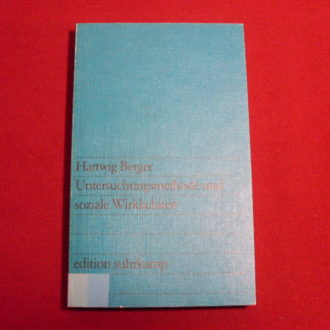 Hartwig Berger
Untersuchungsmethode und
soziale Wirklichkeit
edition suhrkamp